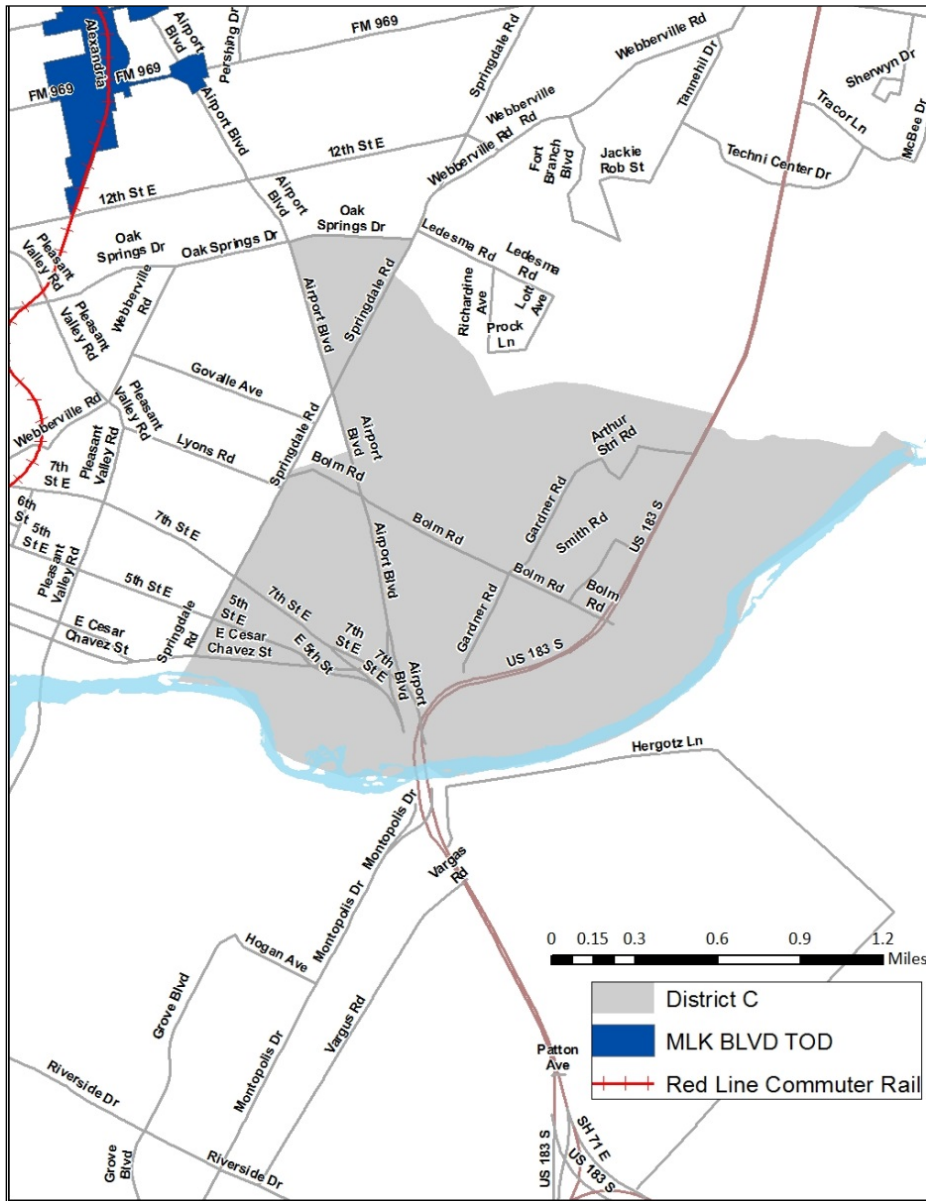 Alexandria
Airport
Blvd
Pershing Dr
FM 969
FM 969
FM 969
Springdale Rd
Webberville Rd
Tannehil Dr
Sherwyn Dr
Tracor Ln
McBee Dr
Airport Blvd
Webberville
Rd
Webberville Rd
12th St E
12th St E
Fort
Branch
Blvd
Jackie
Rob St
Techni Center Dr
Airport
Blvd
Oak
Springs Dr
Oak
Springs Dr
Oak Springs Dr
Pleasant
Valley Rd
Ledesma Rd
Ledesma
Rd
Webberville
Rd
Airport Blvd
Springdale Rd
Richardine
Ave
Lott
Ave
Prock
Ln
Pleasant
Valley Rd
Govalle Ave
Pleasant
Valley Rd
Webberville Rd
Lyons Rd
Springdale Rd
Airport
Blvd
Arthur
Stri Rd
Pleasant
Valley Rd
7th
St E
Bolm Rd
Gardner Rd
Smith Rd
US 183 S
6th
St
5th
St E
7th St E
Bolm Rd
Airport Blvd
Pleasant
Valley Rd
5th St E
Bolm Rd
Bolm
Rd
5th
St E
7th St E
E Cesar
Chavez St
Springdale
Rd
E Cesar
Chavez St
E 5th St
7th
St E
7th
St E
Airport
Blvd
Gardner Rd
US 183 S
Hergotz Ln
Montopolis Dr
Vargas
Rd
Montopolis Dr
Hogan Ave
Grove Blvd
Vargus Rd
Montopolis Dr
Riverside Dr
Grove
Blvd
Riverside Dr
Patton
Ave
US 183 S
SH 71 E
US 183 S
0 0.15 0.3 0.6 0.9 1.2
Miles
District C
MLK BLVD TOD
Red Line Commuter Rail